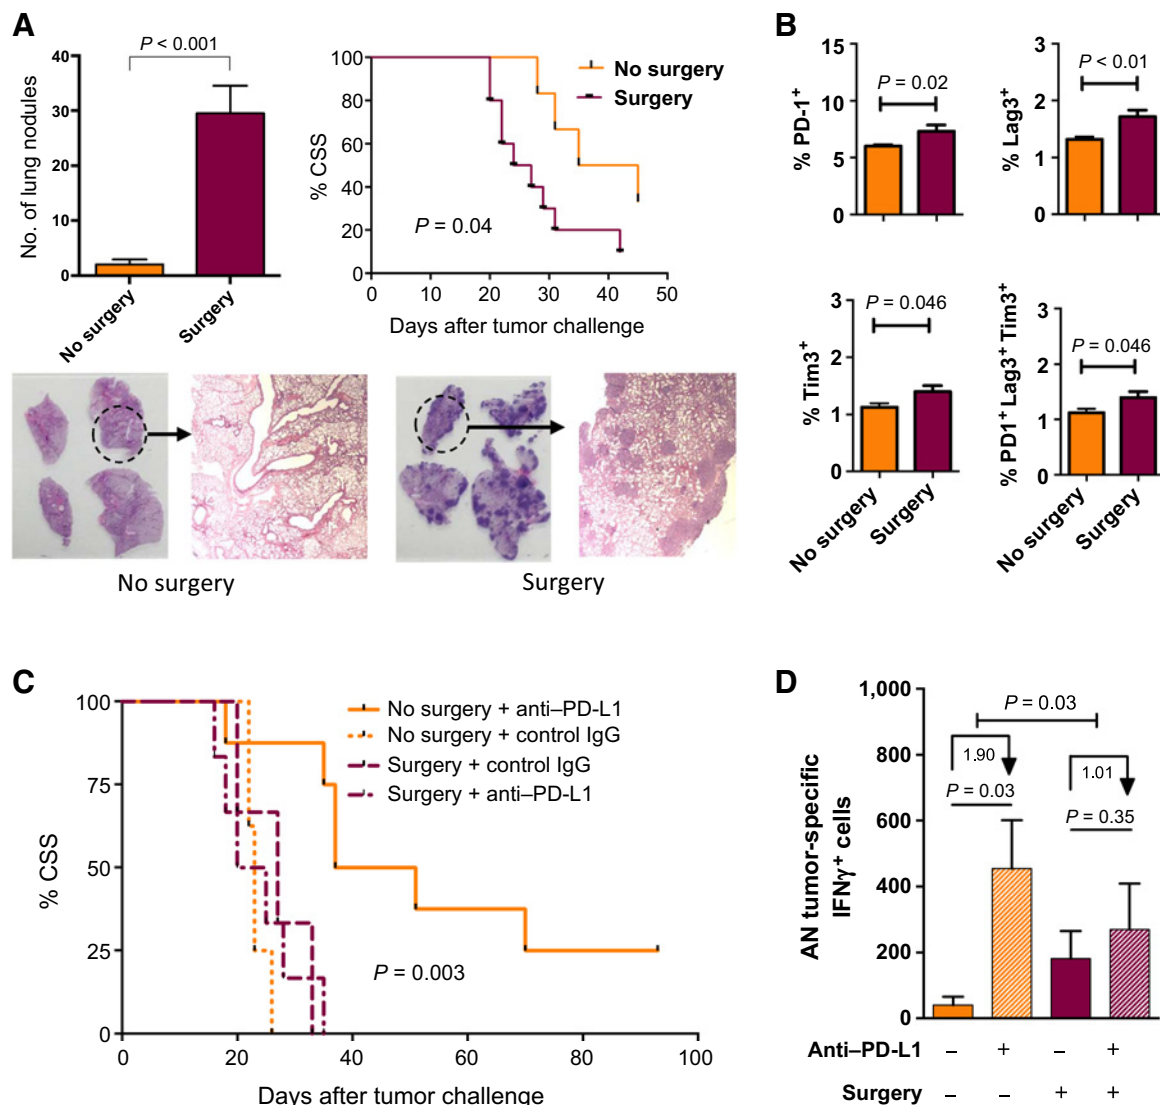 A
P < 0.001
No. of lung nodules
40
30
20
10
0
No surgery
Surgery
% CSS
100
80
60
40
20
0
No surgery
Surgery
P = 0.04
0 10 20 30 40 50
Days after tumor challenge
No surgery
Surgery
B
% PD-1+
15
10
5
0
P = 0.02
% Lag3+
3
2
1
0
P < 0.01
% Tim3+
3
2
1
0
P = 0.046
No surgery
Surgery
% PD1+ Lag3+ Tim3+
3
2
1
0
P = 0.046
No surgery
Surgery
C
% CSS
100
75
50
25
0
No surgery + anti–PD-L1
No surgery + control IgG
Surgery + control IgG
Surgery + anti–PD-L1
P = 0.003
0 20 40 60 80 100
Days after tumor challenge
D
AN tumor-specific
IFNγ+ cells
1,000
800
600
400
200
0
P = 0.03
1.90
P = 0.03
1.01
P = 0.35
Anti–PD-L1 – + – +
Surgery – – + +